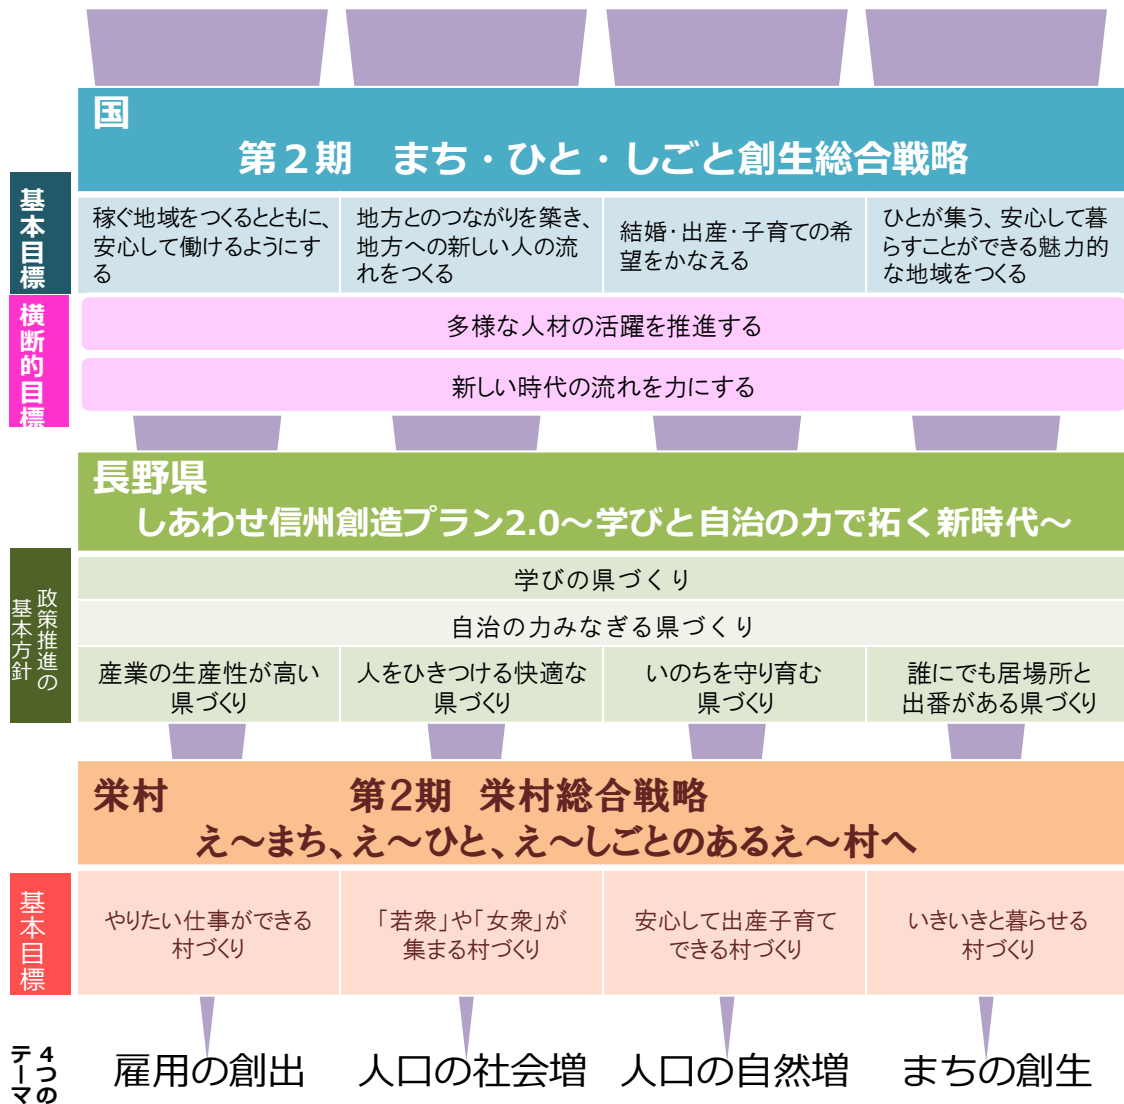 国
第２期　まち・ひと・しごと創生総合戦略
基本目標
稼ぐ地域をつくるとともに、
安心して働けるようにす
る
地方とのつながりを築き、
地方への新しい人の流
れをつくる
結婚・出産・子育ての希
望をかなえる
ひとが集う、安心して暮
らすことができる魅力的
な地域をつくる
横断的目標
多様な人材の活躍を推進する
新しい時代の流れを力にする
長野県
しあわせ信州創造プラン2.0～学びと自治の力で拓く新時代～
政策推進の
基本方針
学びの県づくり
自治の力みなぎる県づくり
産業の生産性が高い
県づくり
人をひきつける快適な
県づくり
いのちを守り育む
県づくり
誰にでも居場所と
出番がある県づくり
栄村　第2期　栄村総合戦略
え～まち、え～ひと、え～しごとのあるえ～村へ
基本目標
やりたい仕事ができる
村づくり
「若衆」や「女衆」が
集まる村づくり
安心して出産子育て
できる村づくり
いきいきと暮らせる
村づくり
４つの
テーマ
雇用の創出
人口の社会増
人口の自然増
まちの創生